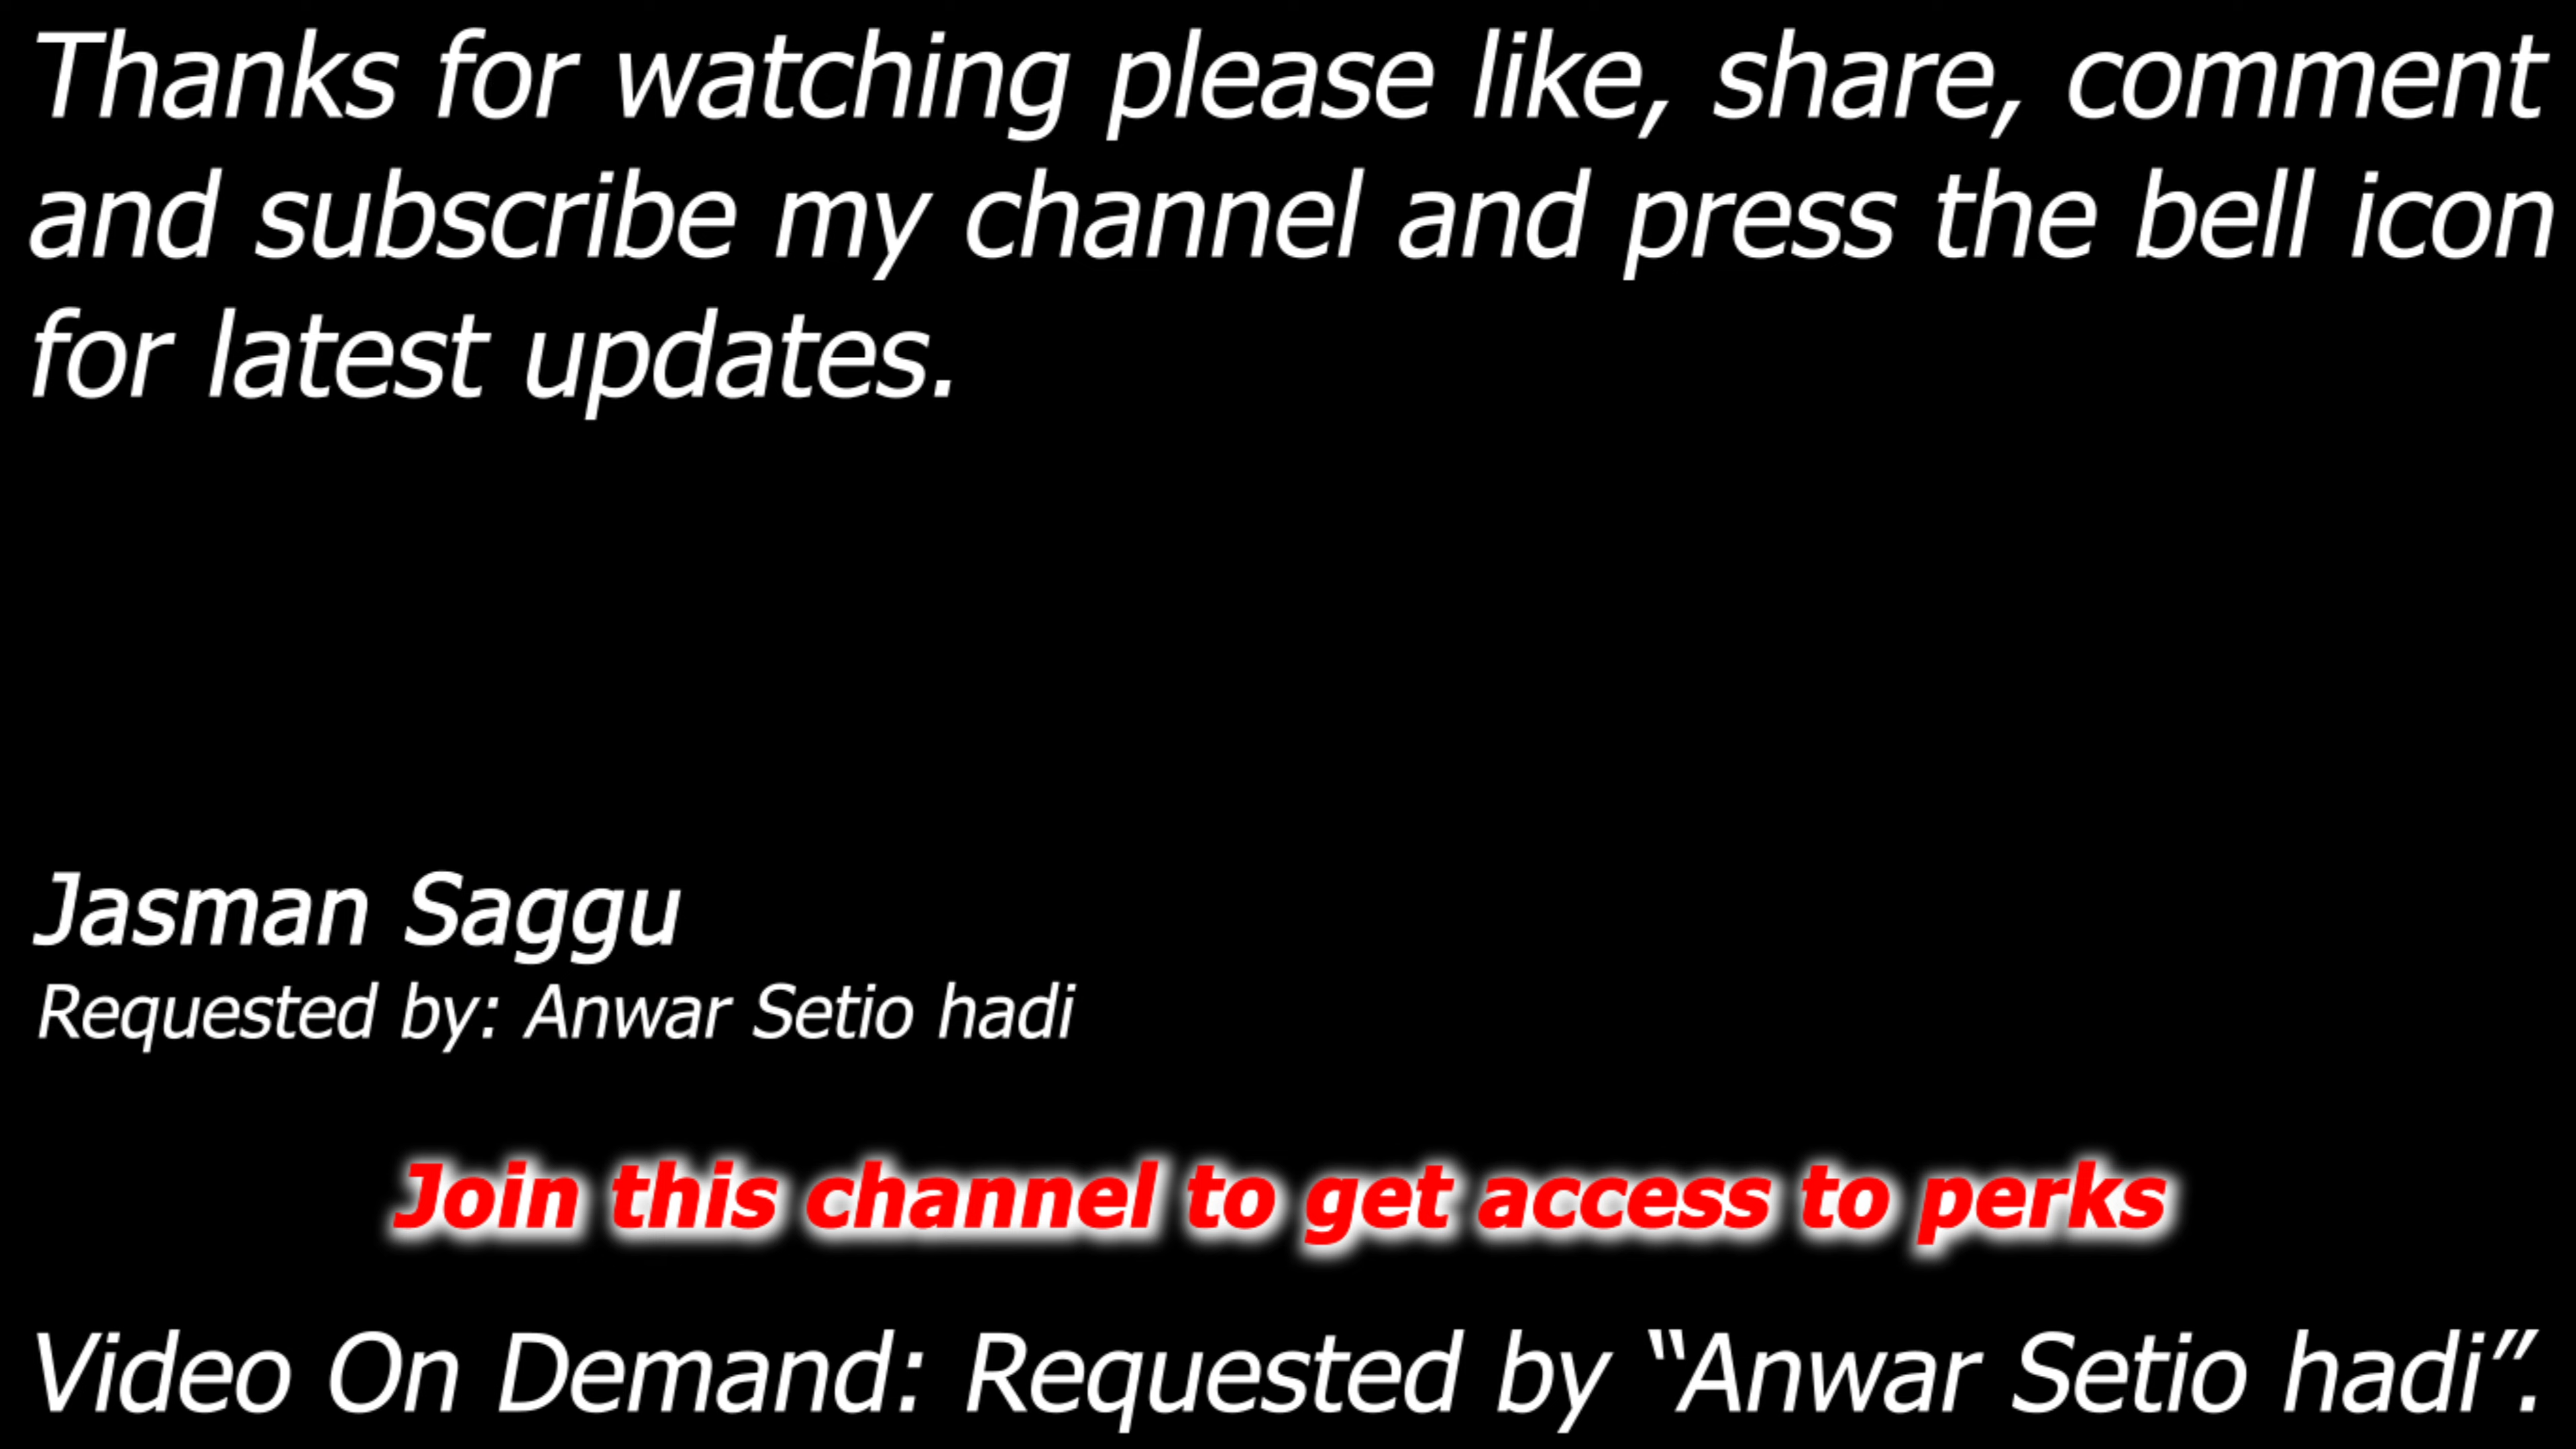 Thanks for watching please like, share, comment
and subscribe my channel and press the bell icon
for latest updates.
Jasman Saggu
Requested by: Anwar Setio hadi
Join this channel to get access to perks
Video On Demand: Requested by “Anwar Setio hadi”.